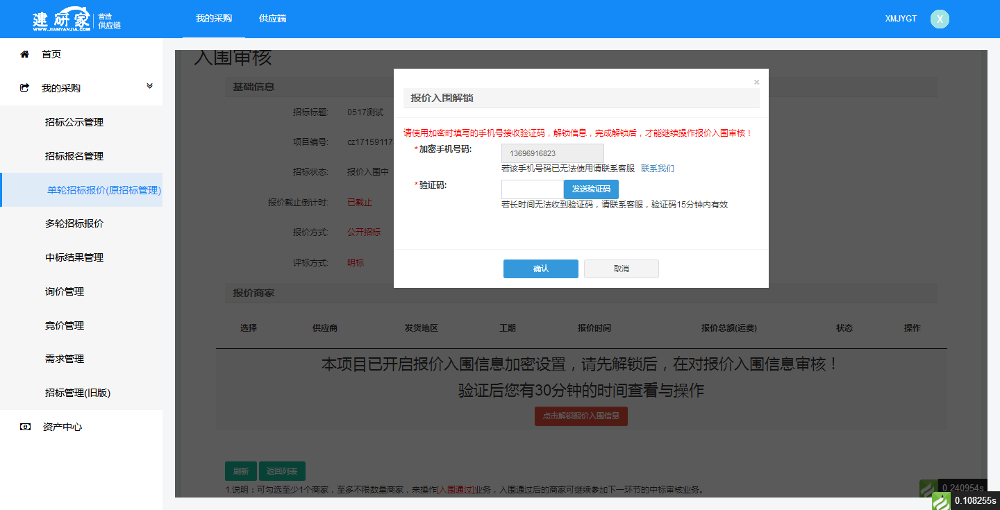 建研家
WWW.JIANYANJIA.COM
营造
供应链
我的采购
供应端
XMJYGT
X
首页
我的采购
招标公示管理
招标报名管理
单轮招标报价(原招标管理)
多轮招标报价
中标结果管理
询价管理
竞价管理
需求管理
招标管理(旧版)
资产中心
入围审核
基础信息
招标标题: 0517测试
项目编号: cz17159117
招标状态: 报价入围中
报价截止倒计时: 已截止
报价方式: 公开招标
评标方式: 明标
×
报价入围解锁
请使用加密时填写的手机号接收验证码，解锁信息，完成解锁后，才能继续操作报价入围审核！
*加密手机号码: 13696916823
若该手机号码已无法使用请联系客服 联系我们
*验证码: 发送验证码
若长时间无法收到验证码，请联系客服，验证码15分钟内有效
确认 取消
报价商家
选择 供应商 发货地区 工期 报价时间 报价总额(运费) 状态 操作
本项目已开启报价入围信息加密设置，请先解锁后，在对报价入围信息审核！
验证后您有30分钟的时间查看与操作
点击解锁报价入围信息
刷新 返回列表
1.说明：可勾选至少1个商家，至多不限数量商家，来操作[入围通过]业务，入围通过后的商家可继续参加下一环节的中标审核业务。
0.240954s
0.108255s